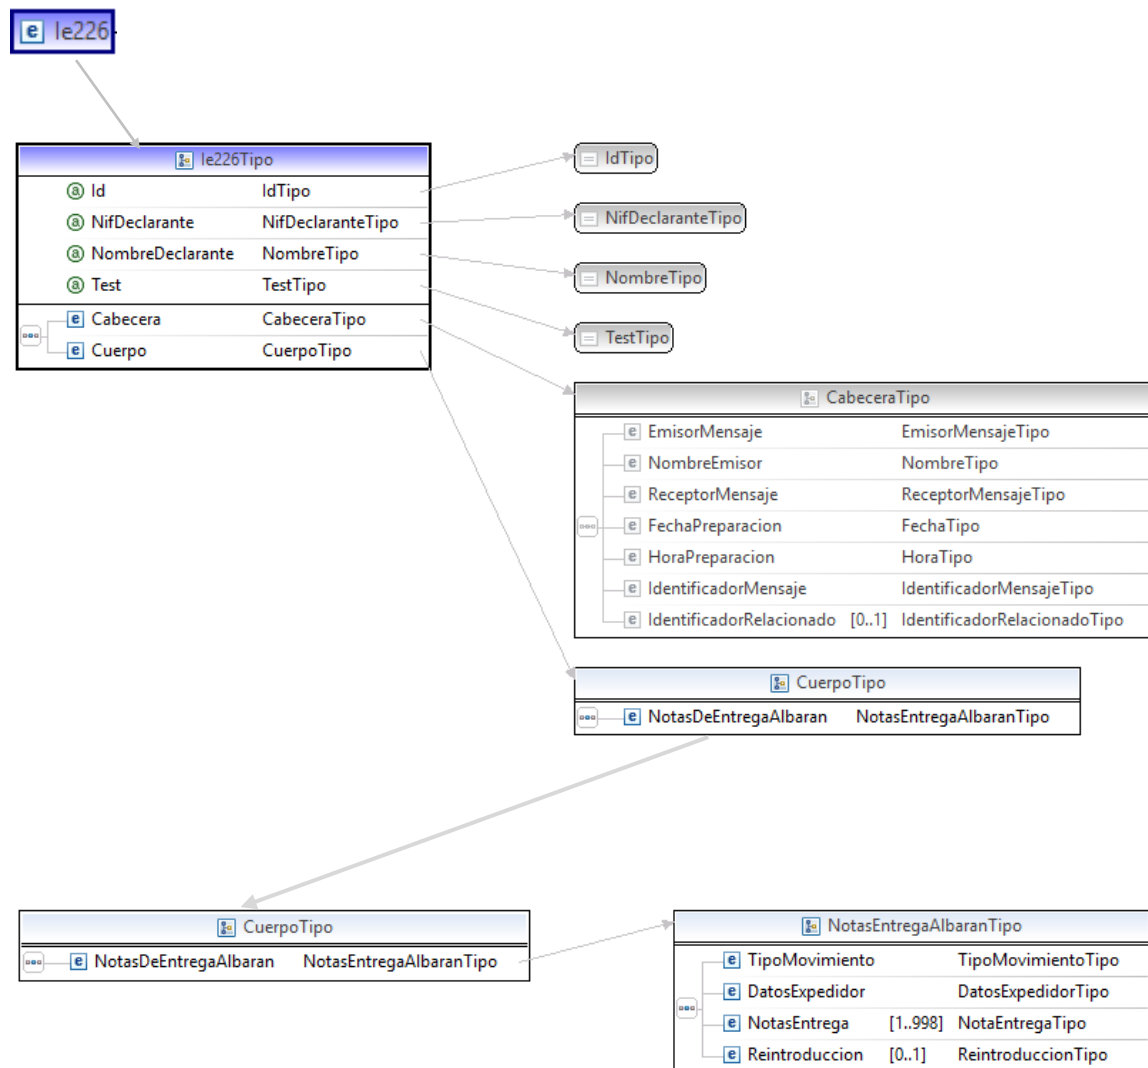 e Ie226
Ie226Tipo
a Id IdTipo
a NifDeclarante NifDeclaranteTipo
a NombreDeclarante NombreTipo
a Test TestTipo
e Cabecera CabeceraTipo
e Cuerpo CuerpoTipo
IdTipo
NifDeclaranteTipo
NombreTipo
TestTipo
CabeceraTipo
e EmisorMensaje EmisorMensajeTipo
e NombreEmisor NombreTipo
e ReceptorMensaje ReceptorMensajeTipo
e FechaPreparacion FechaTipo
e HoraPreparacion HoraTipo
e IdentificadorMensaje IdentificadorMensajeTipo
e IdentificadorRelacionado [0..1] IdentificadorRelacionadoTipo
CuerpoTipo
e NotasDeEntregaAlbaran NotasEntregaAlbaranTipo
CuerpoTipo
e NotasDeEntregaAlbaran NotasEntregaAlbaranTipo
NotasEntregaAlbaranTipo
e TipoMovimiento TipoMovimientoTipo
e DatosExpedidor DatosExpedidorTipo
e NotasEntrega [1..998] NotaEntregaTipo
e Reintroduccion [0..1] ReintroduccionTipo